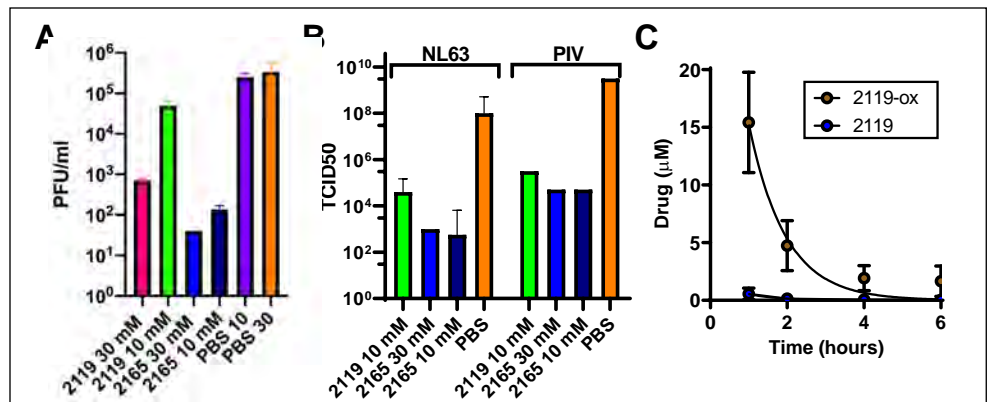 A
PFU/ml
10⁶
10⁵
10³
10²
10¹
10⁰
2119 30 mM
2119 10 mM
2165 30 mM
2165 10 mM
PBS 10
PBS 30
B
NL63
PIV
TCID50
10¹⁰
10⁸
10⁶
10⁴
10²
10⁰
2119 10 mM
2165 30 mM
2165 10 mM
PBS
2119 10 mM
2165 30 mM
2165 10 mM
PBS
C
Drug (μM)
20
15
10
5
0
0
2
4
6
Time (hours)
2119-ox
2119